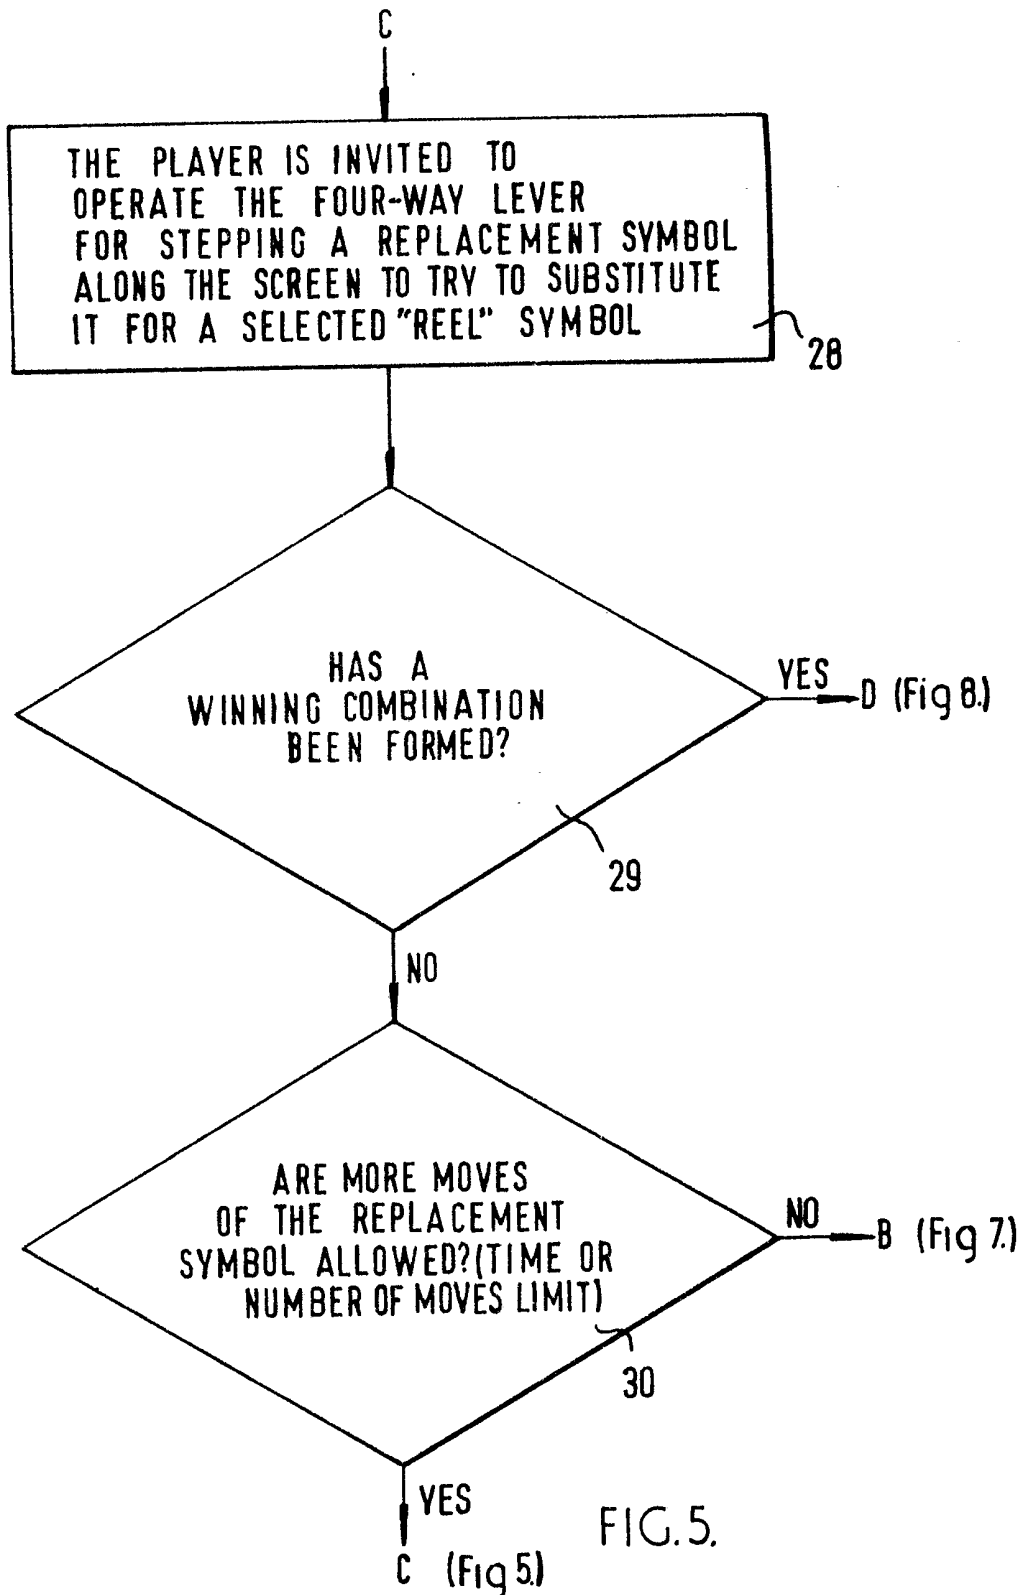 C
THE PLAYER IS INVITED TO
OPERATE THE FOUR-WAY LEVER
FOR STEPPING A REPLACEMENT SYMBOL
ALONG THE SCREEN TO TRY TO SUBSTITUTE
IT FOR A SELECTED "REEL" SYMBOL
28
HAS A
WINNING COMBINATION
BEEN FORMED?
YES
D (Fig 8.)
29
NO
ARE MORE MOVES
OF THE REPLACEMENT
SYMBOL ALLOWED?(TIME OR
NUMBER OF MOVES LIMIT)
NO
B (Fig 7.)
30
YES
C (Fig 5.)
FIG. 5.